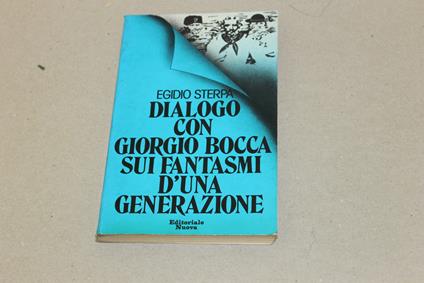 EGIDIO STERPA
DIALOGO
CON
GIORGIO BOCCA
SUI FANTASMI
D'UNA
GENERAZIONE
Editoriale
Nuova